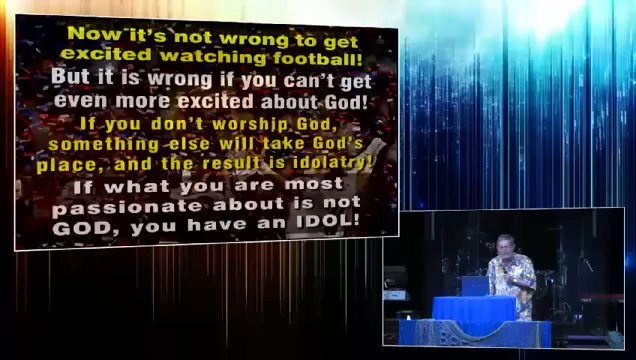 Now it's not wrong to get
excited watching football!
But it is wrong if you can't get
even more excited about God!
If you don't worship God,
something else will take God's
place, and the result is idolatry!
If what you are most
passionate about is not
GOD, you have an IDOL!